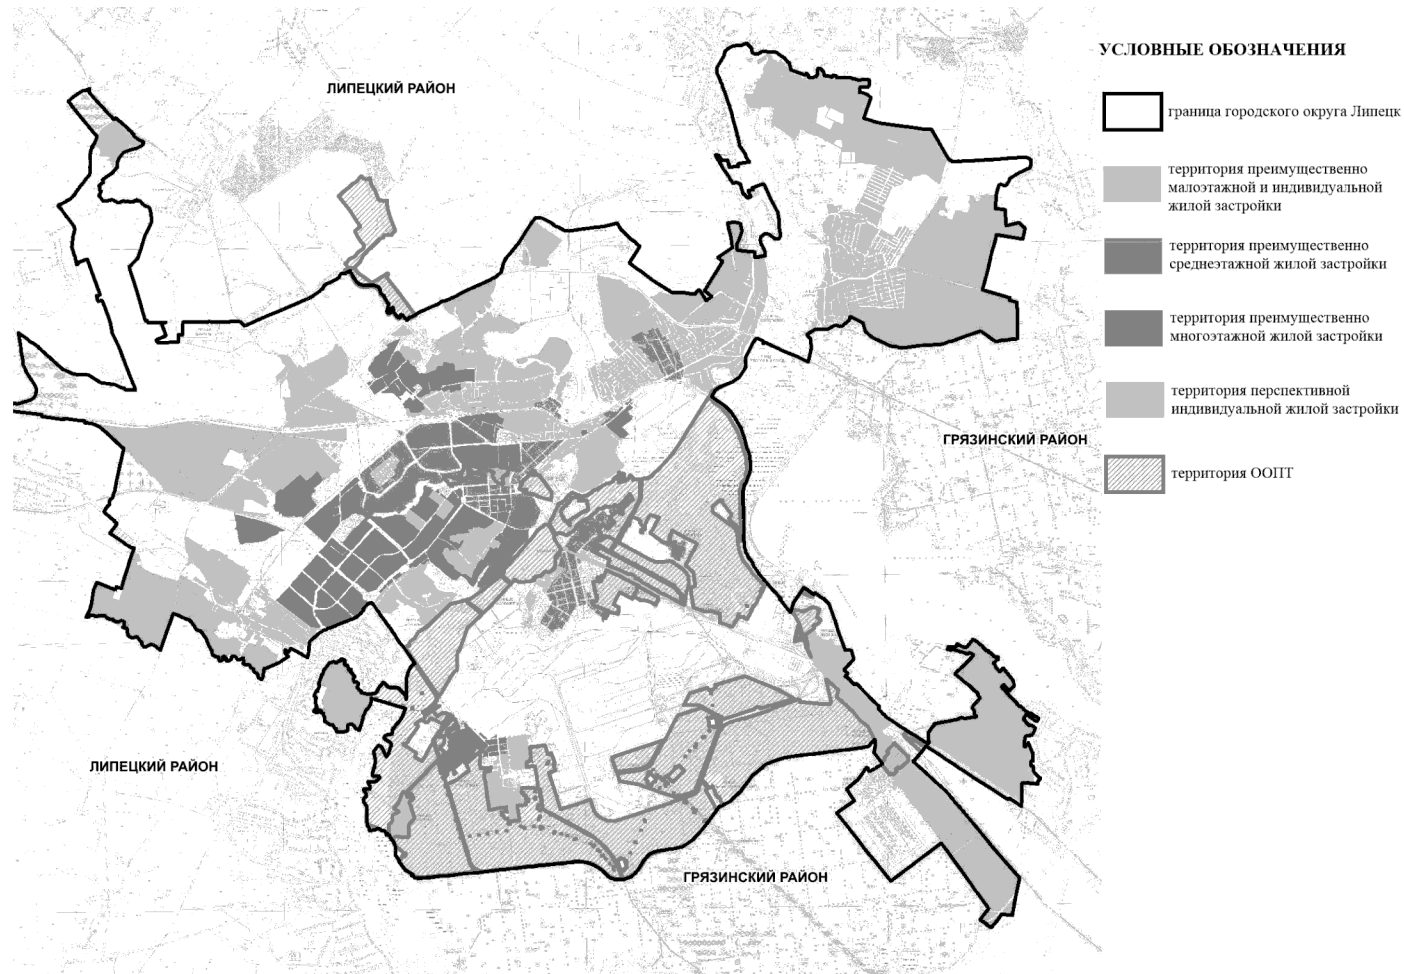 УСЛОВНЫЕ ОБОЗНАЧЕНИЯ
ЛИПЕЦКИЙ РАЙОН
граница городского округа Липецк
территория преимущественно
малоэтажной и индивидуальной
жилой застройки
территория преимущественно
среднеэтажной жилой застройки
территория преимущественно
многоэтажной жилой застройки
территория перспективной
индивидуальной жилой застройки
ГРЯЗИНСКИЙ РАЙОН
территория ООПТ
ЛИПЕЦКИЙ РАЙОН
ГРЯЗИНСКИЙ РАЙОН